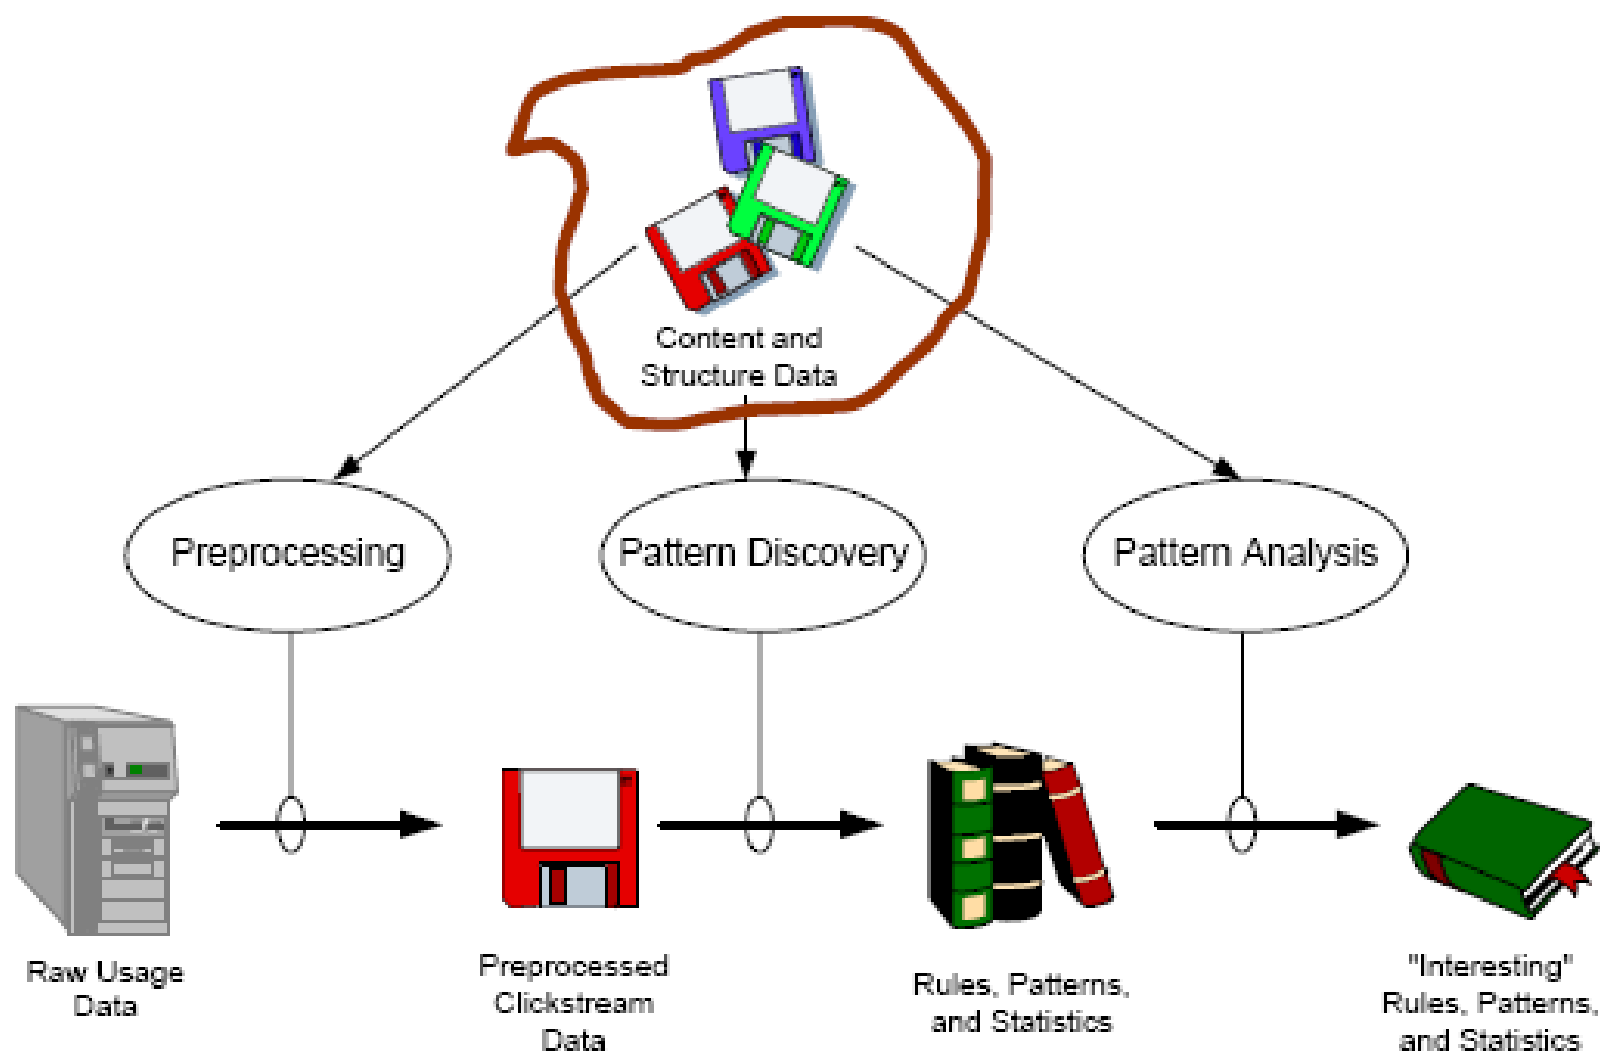 Content and
Structure Data
Preprocessing
Pattern Discovery
Pattern Analysis
Raw Usage
Data
Preprocessed
Clickstream
Data
Rules, Patterns,
and Statistics
"Interesting"
Rules, Patterns,
and Statistics